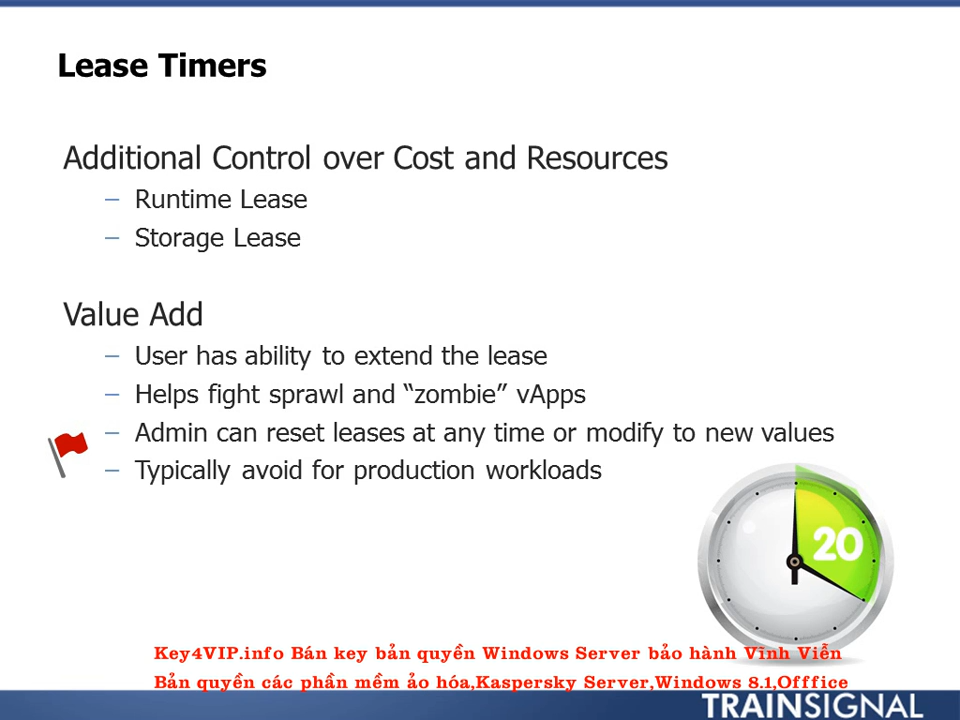 Lease Timers
Additional Control over Cost and Resources
– Runtime Lease
– Storage Lease
Value Add
– User has ability to extend the lease
– Helps fight sprawl and “zombie” vApps
– Admin can reset leases at any time or modify to new values
– Typically avoid for production workloads
20
Key4VIP.info Bán key bản quyền Windows Server bảo hành Vĩnh Viễn
Bản quyền các phần mềm ảo hóa,Kaspersky Server,Windows 8.1,Offfice
TRAINSIGNAL